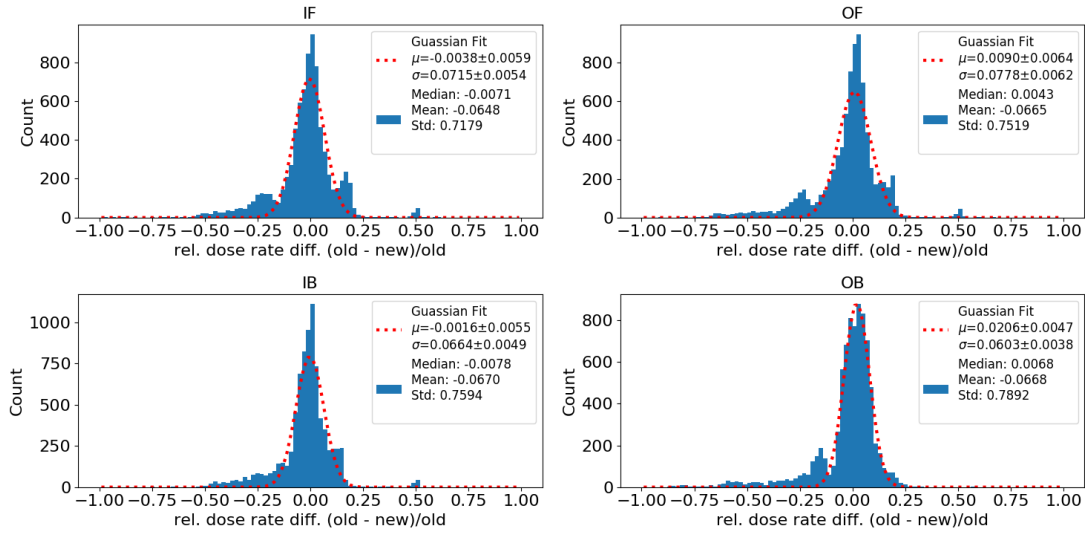 IF
Count
0
200
400
600
800
−1.00
−0.75
−0.50
−0.25
0.00
0.25
0.50
0.75
1.00
rel. dose rate diff. (old - new)/old
Guassian Fit
μ=-0.0038±0.0059
σ=0.0715±0.0054
Median: -0.0071
Mean: -0.0648
Std: 0.7179
OF
Count
0
200
400
600
800
−1.00
−0.75
−0.50
−0.25
0.00
0.25
0.50
0.75
1.00
rel. dose rate diff. (old - new)/old
Guassian Fit
μ=0.0090±0.0064
σ=0.0778±0.0062
Median: 0.0043
Mean: -0.0665
Std: 0.7519
IB
Count
0
250
500
750
1000
−1.00
−0.75
−0.50
−0.25
0.00
0.25
0.50
0.75
1.00
rel. dose rate diff. (old - new)/old
Guassian Fit
μ=-0.0016±0.0055
σ=0.0664±0.0049
Median: -0.0078
Mean: -0.0670
Std: 0.7594
OB
Count
0
200
400
600
800
−1.00
−0.75
−0.50
−0.25
0.00
0.25
0.50
0.75
1.00
rel. dose rate diff. (old - new)/old
Guassian Fit
μ=0.0206±0.0047
σ=0.0603±0.0038
Median: 0.0068
Mean: -0.0668
Std: 0.7892